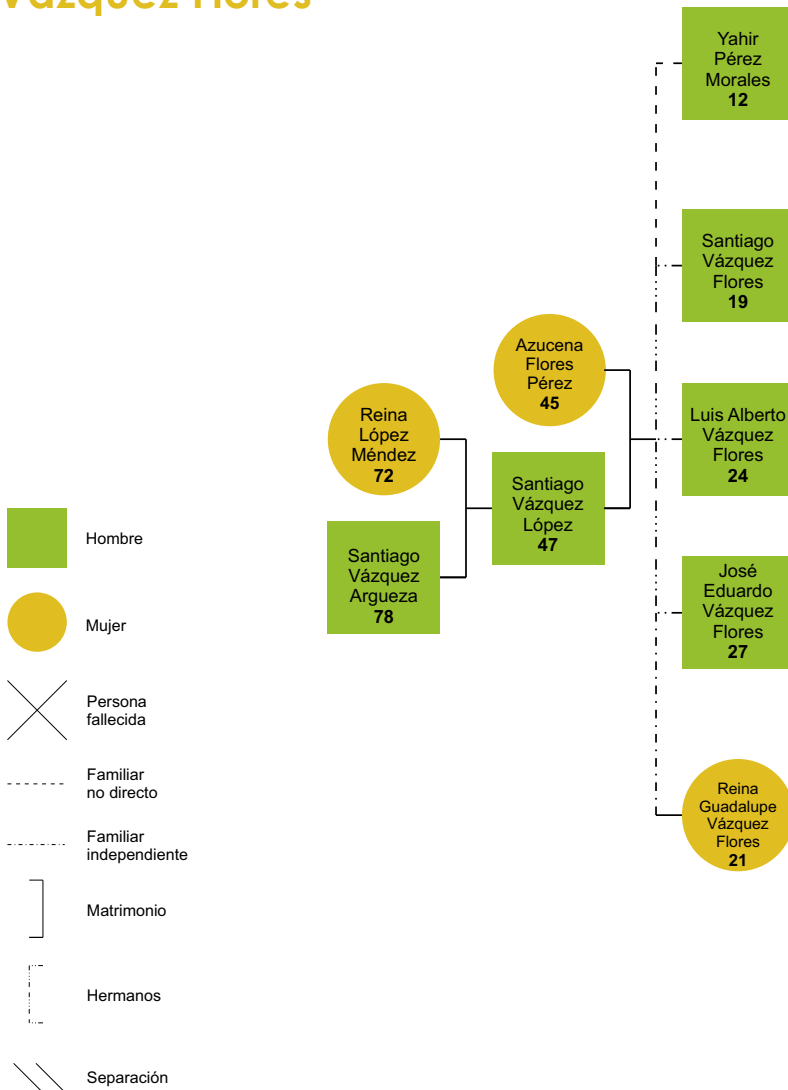 Vázquez Flores
Yahir
Pérez
Morales
12
Santiago
Vázquez
Flores
19
Azucena
Flores
Pérez
45
Reina
López
Méndez
72
Luis Alberto
Vázquez
Flores
24
Santiago
Vázquez
López
47
Santiago
Vázquez
Argueza
78
José
Eduardo
Vázquez
Flores
27
Reina
Guadalupe
Vázquez
Flores
21
Hombre
Mujer
Persona
fallecida
Familiar
no directo
Familiar
independiente
Matrimonio
Hermanos
Separación